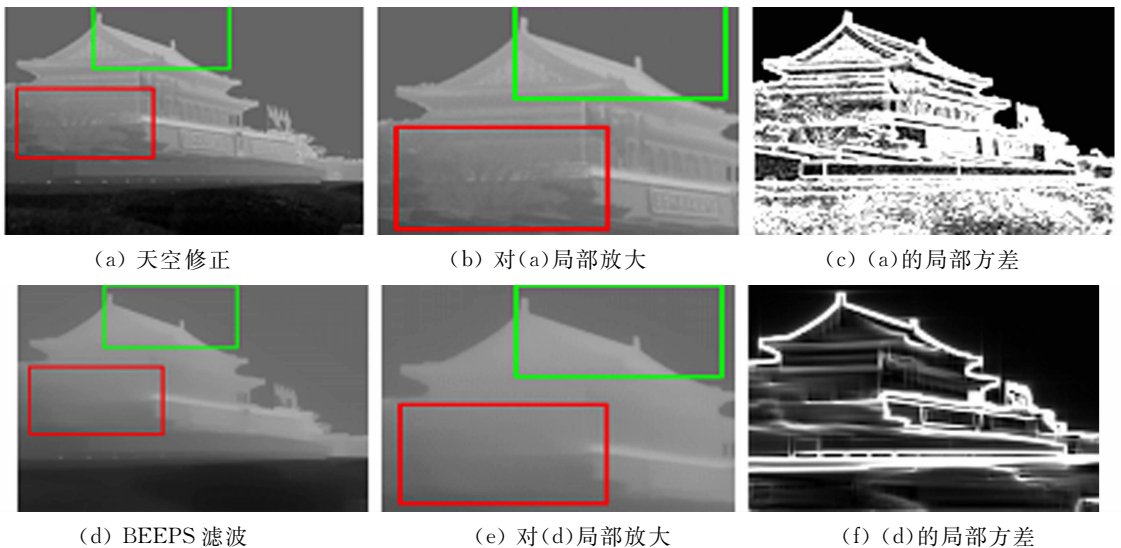 (a) 天空修正
(b) 对(a)局部放大
(c) (a)的局部方差
(d) BEEPS 滤波
(e) 对(d)局部放大
(f) (d)的局部方差